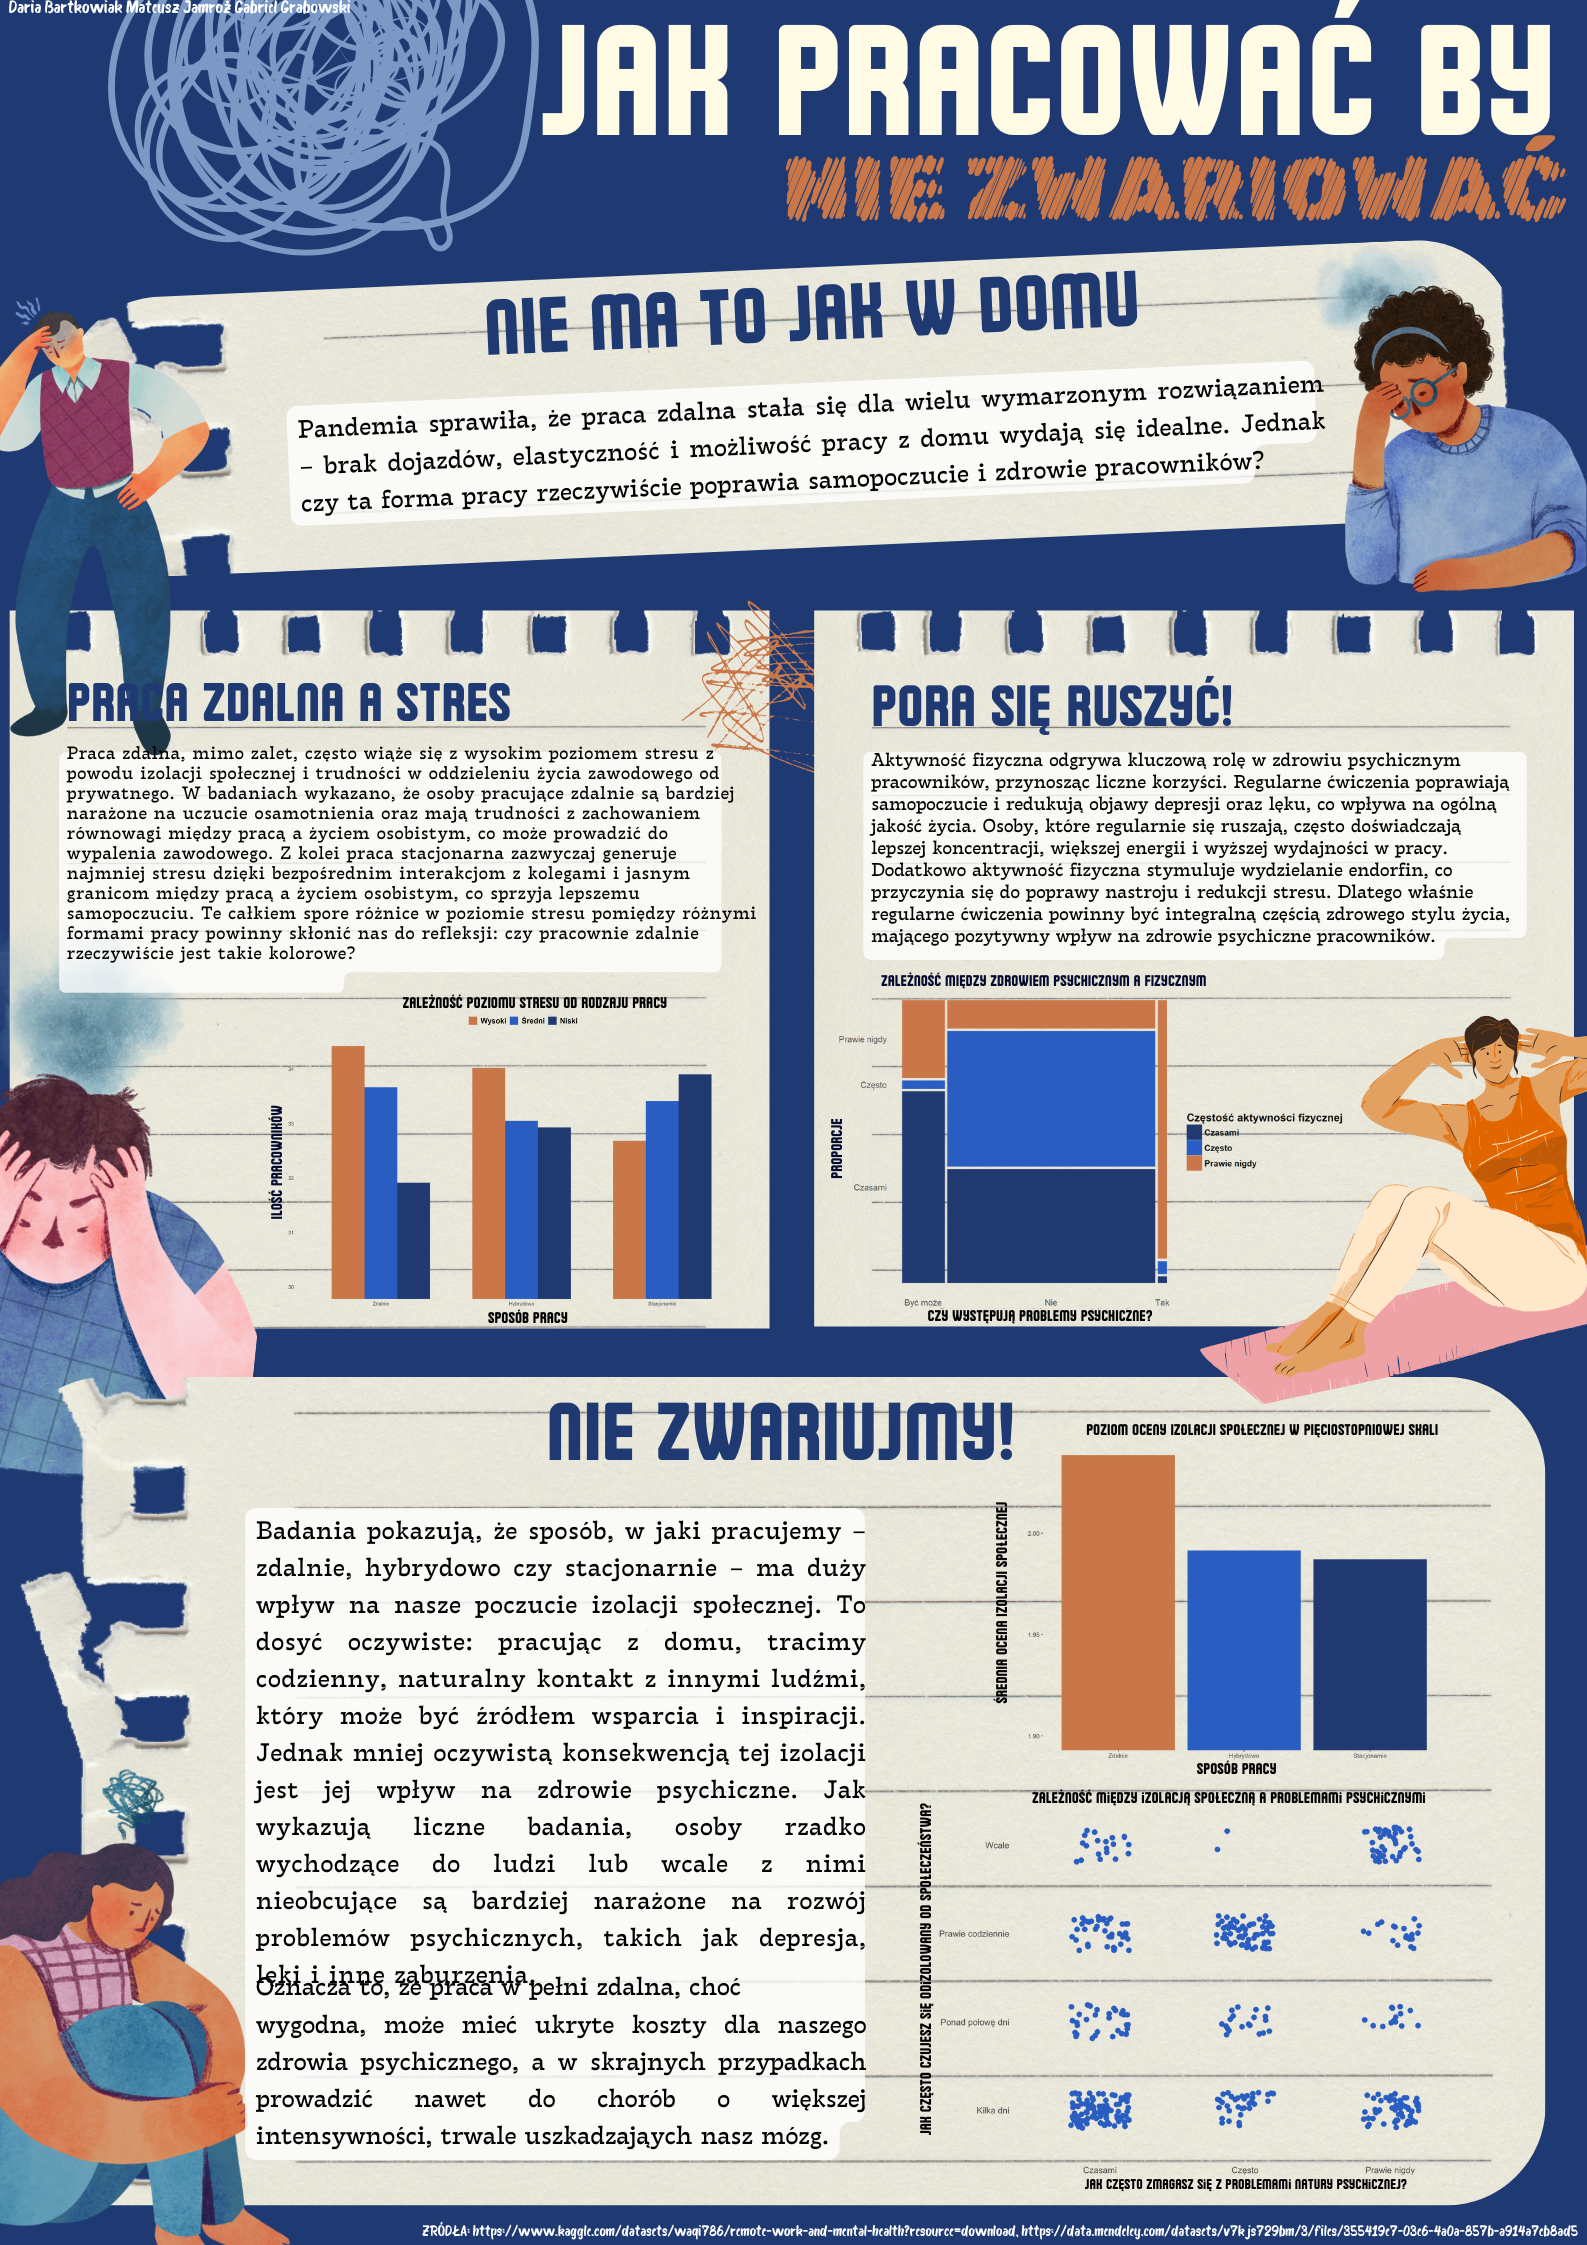 Daria Bartkowiak Mateusz Jamroż Gabriel Grabowski
JAK PRACOWAĆ BY
NIE ZWARIOWAĆ
NIE MA TO JAK W DOMU
Pandemia sprawiła, że praca zdalna stała się dla wielu wymarzonym rozwiązaniem
– brak dojazdów, elastyczność i możliwość pracy z domu wydają się idealne. Jednak
czy ta forma pracy rzeczywiście poprawia samopoczucie i zdrowie pracowników?
PRACA ZDALNA A STRES
Praca zdalna, mimo zalet, często wiąże się z wysokim poziomem stresu z
powodu izolacji społecznej i trudności w oddzieleniu życia zawodowego od
prywatnego. W badaniach wykazano, że osoby pracujące zdalnie są bardziej
narażone na uczucie osamotnienia oraz mają trudności z zachowaniem
równowagi między pracą a życiem osobistym, co może prowadzić do
wypalenia zawodowego. Z kolei praca stacjonarna zazwyczaj generuje
najmniej stresu dzięki bezpośrednim interakcjom z kolegami i jasnym
granicom między pracą a życiem osobistym, co sprzyja lepszemu
samopoczuciu. Te całkiem spore różnice w poziomie stresu pomiędzy różnymi
formami pracy powinny skłonić nas do refleksji: czy pracownie zdalnie
rzeczywiście jest takie kolorowe?
ZALEŻNOŚĆ POZIOMU STRESU OD RODZAJU PRACY
Wysoki Średni Niski
ILOŚĆ PRACOWNIKÓW
34
33
32
31
30
Zdalnie Hybrydowo Stacjonarnie
SPOSÓB PRACY
PORA SIĘ RUSZYĆ!
Aktywność fizyczna odgrywa kluczową rolę w zdrowiu psychicznym
pracowników, przynosząc liczne korzyści. Regularne ćwiczenia poprawiają
samopoczucie i redukują objawy depresji oraz lęku, co wpływa na ogólną
jakość życia. Osoby, które regularnie się ruszają, często doświadczają
lepszej koncentracji, większej energii i wyższej wydajności w pracy.
Dodatkowo aktywność fizyczna stymuluje wydzielanie endorfin, co
przyczynia się do poprawy nastroju i redukcji stresu. Dlatego właśnie
regularne ćwiczenia powinny być integralną częścią zdrowego stylu życia,
mającego pozytywny wpływ na zdrowie psychiczne pracowników.
ZALEŻNOŚĆ MIĘDZY ZDROWIEM PSYCHICZNYM A FIZYCZNYM
PROPORCJE
Prawie nigdy
Często
Czasami
Częstość aktywności fizycznej
Czasami
Często
Prawie nigdy
Być może Nie Tak
CZY WYSTĘPUJĄ PROBLEMY PSYCHICZNE?
NIE ZWARIUJMY!
Badania pokazują, że sposób, w jaki pracujemy –
zdalnie, hybrydowo czy stacjonarnie – ma duży
wpływ na nasze poczucie izolacji społecznej. To
dosyć oczywiste: pracując z domu, tracimy
codzienny, naturalny kontakt z innymi ludźmi,
który może być źródłem wsparcia i inspiracji.
Jednak mniej oczywistą konsekwencją tej izolacji
jest jej wpływ na zdrowie psychiczne. Jak
wykazują liczne badania, osoby rzadko
wychodzące do ludzi lub wcale z nimi
nieobcujące są bardziej narażone na rozwój
problemów psychicznych, takich jak depresja,
lęki i inne zaburzenia.
Oznacza to, że praca w pełni zdalna, choć
wygodna, może mieć ukryte koszty dla naszego
zdrowia psychicznego, a w skrajnych przypadkach
prowadzić nawet do chorób o większej
intensywności, trwale uszkadzająych nasz mózg.
POZIOM OCENY IZOLACJI SPOŁECZNEJ W PIĘCIOSTOPNIOWEJ SKALI
ŚREDNIA OCENA IZOLACJI SPOŁECZNEJ
2.00
1.95
1.90
Zdalnie Hybrydowo Stacjonarnie
SPOSÓB PRACY
ZALEŻNOŚĆ MIĘDZY IZOLACJĄ SPOŁECZNĄ A PROBLEMAMI PSYCHICZNYMI
JAK CZĘSTO CZUJESZ SIĘ ODIZOLOWANY OD SPOŁECZEŃSTWA?
Wcale
Prawie codziennie
Ponad połowę dni
Kilka dni
Czasami Często Prawie nigdy
JAK CZĘSTO ZMAGASZ SIĘ Z PROBLEMAMI NATURY PSYCHICZNEJ?
ŹRÓDŁA: https://www.kaggle.com/datasets/waqi786/remote-work-and-mental-health?resource=download, https://data.mendeley.com/datasets/v7kjs729bm/3/files/355419c7-03c6-4a0a-857b-a914a7cb8ad5